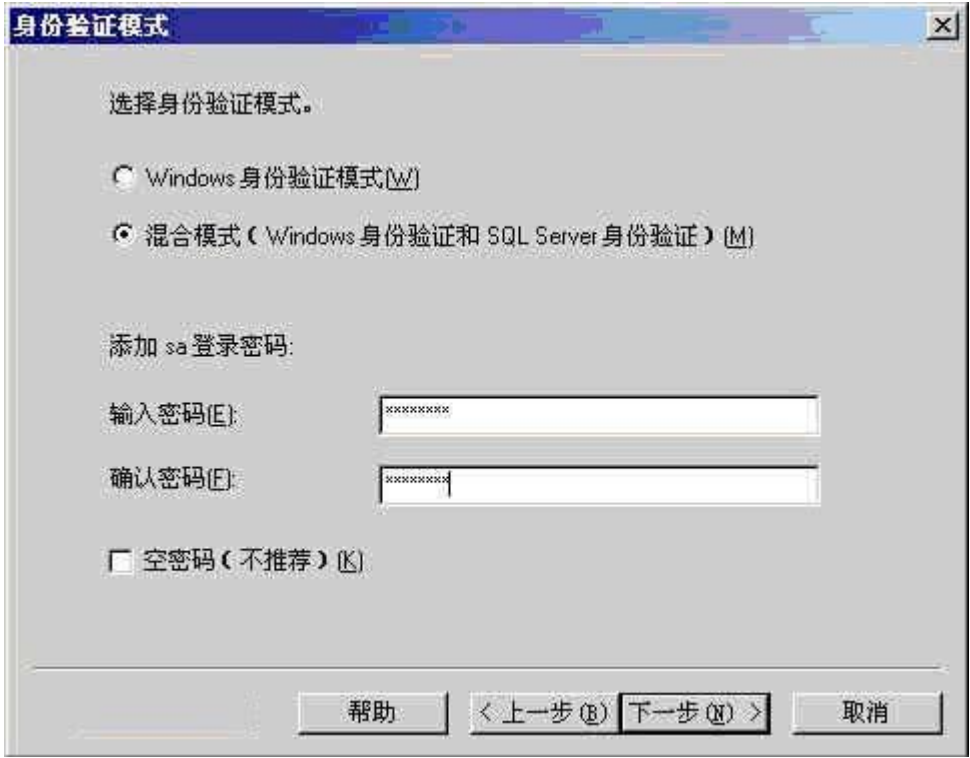 身份验证模式
选择身份验证模式。
Windows 身份验证模式(W)
混合模式(Windows 身份验证和 SQL Server 身份验证)(M)
添加 sa 登录密码:
输入密码(E): ********
确认密码(F): ********
空密码(不推荐)(K)
帮助 < 上一步(B) 下一步(N) > 取消